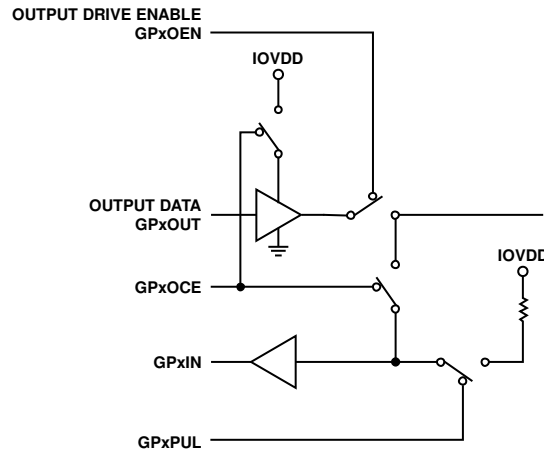 OUTPUT DRIVE ENABLE
GPxOEN
IOVDD
OUTPUT DATA
GPxOUT
IOVDD
GPxOCE
GPxIN
GPxPUL